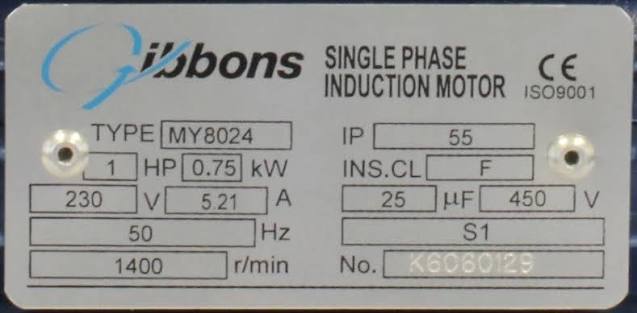 Gibbons
SINGLE PHASE
INDUCTION MOTOR
CE
ISO9001
TYPE MY8024
IP 55
1 HP 0.75 kW
INS.CL F
230 V 5.21 A
25 µF 450 V
50 Hz
S1
1400 r/min
No. K6060129